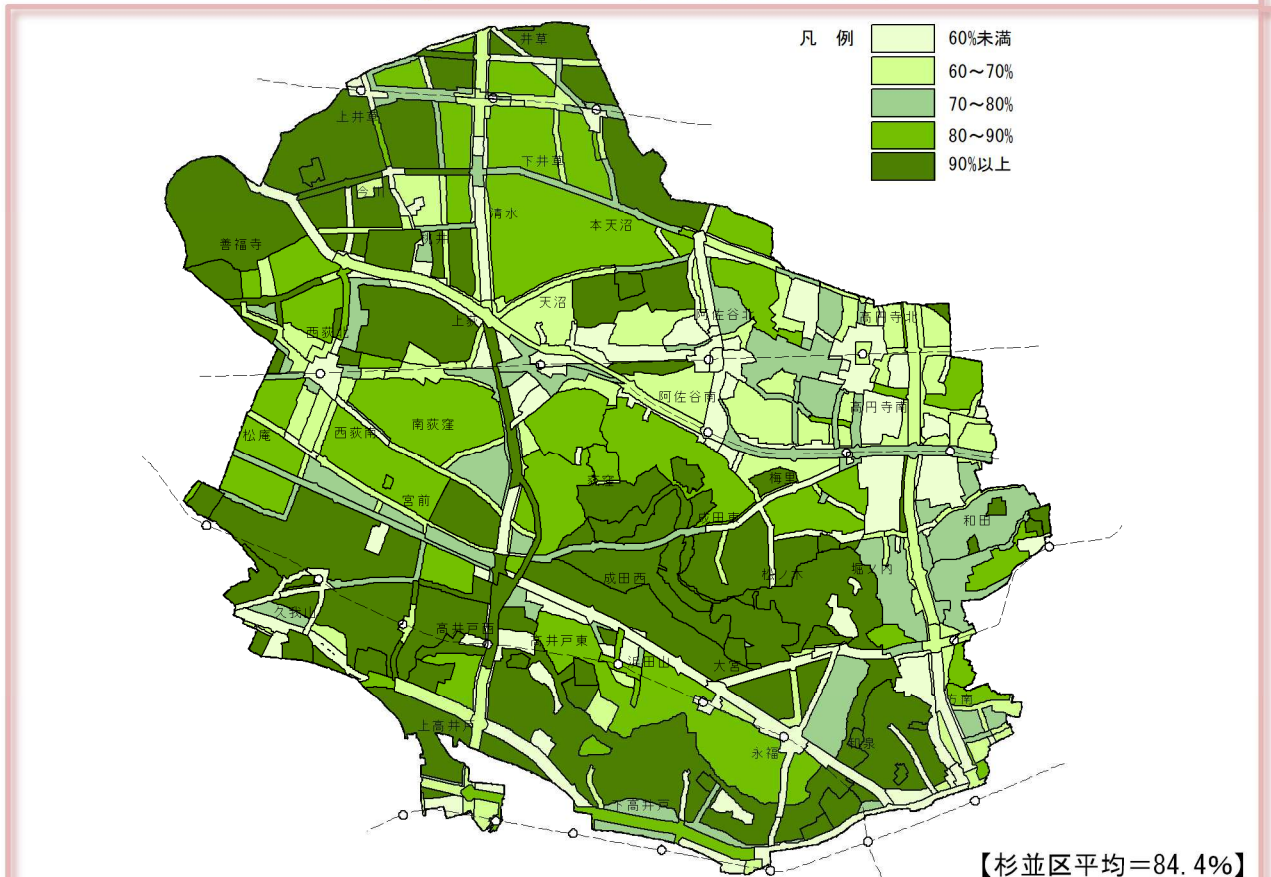 凡 例
60%未満
60～70%
70～80%
80～90%
90%以上
井草
上井草
下井草
今川
清水
桃井
本天沼
善福寺
天沼
上荻
阿佐谷北
高円寺北
西荻北
阿佐谷南
高円寺南
南荻窪
西荻南
松庵
荻窪
梅里
宮前
成田東
和田
堀ノ内
松ノ木
成田西
久我山
高井戸西
高井戸東
浜田山
大宮
方南
上高井戸
和泉
永福
下高井戸
【杉並区平均＝84.4%】